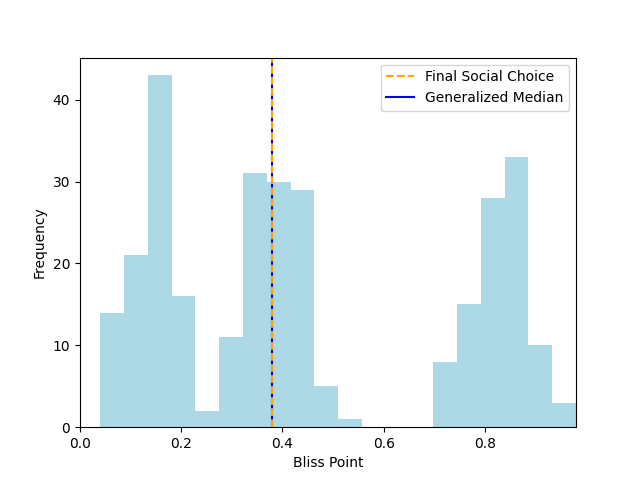 Final Social Choice
Generalized Median
Frequency
40
30
20
10
0
0.0 0.2 0.4 0.6 0.8
Bliss Point